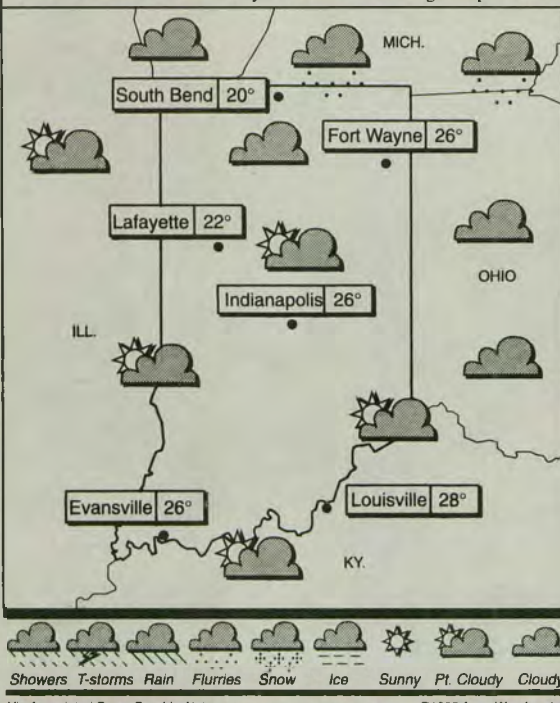 MICH.
South Bend 20°
Fort Wayne 26°
Lafayette 22°
OHIO
Indianapolis 26°
ILL.
Evansville 26°
Louisville 28°
KY.
Showers T-storms Rain Flurries Snow Ice Sunny Pt. Cloudy Cloudy